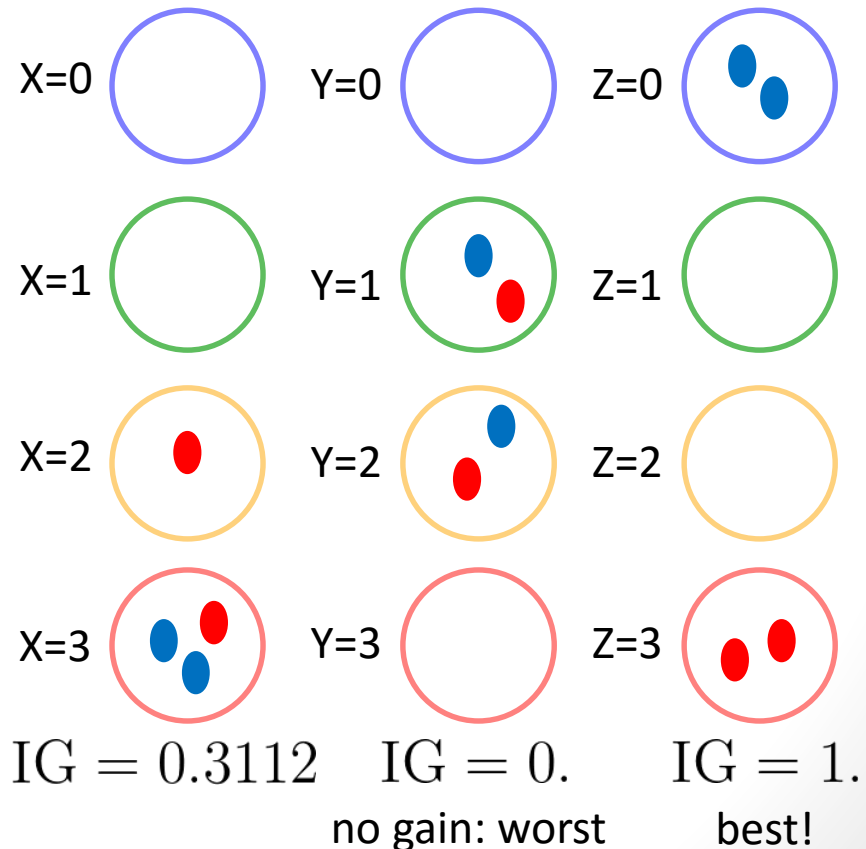 X=0 Y=0 Z=0
X=1 Y=1 Z=1
X=2 Y=2 Z=2
X=3 Y=3 Z=3
IG = 0.3112 IG = 0. IG = 1.
no gain: worst best!